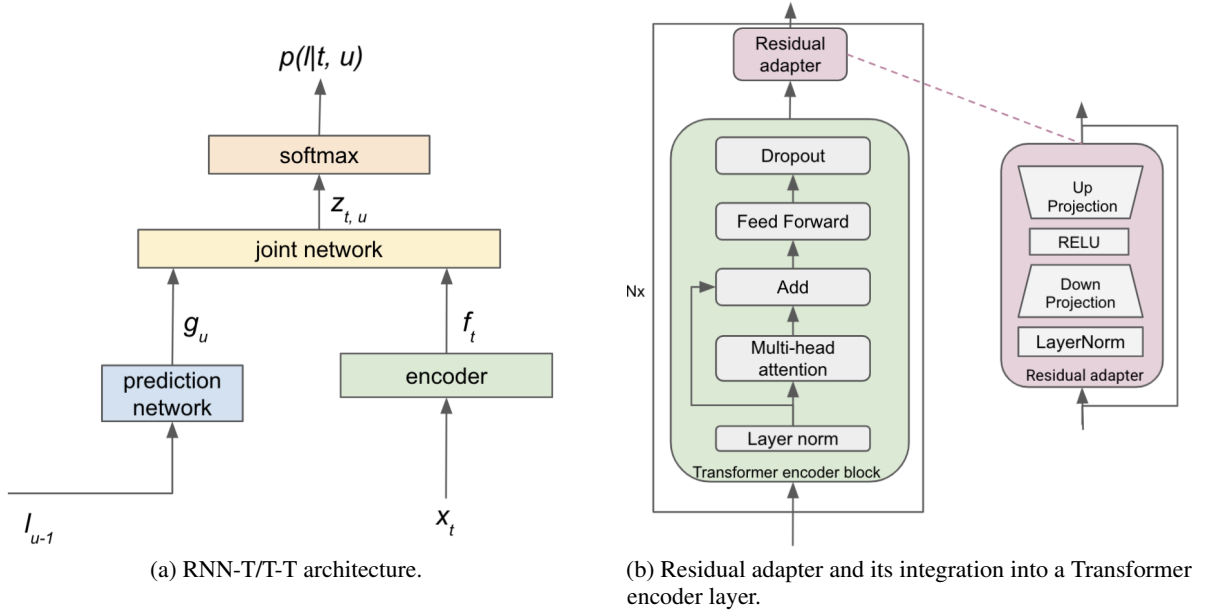 p(l|t, u)
softmax
z_{t, u}
joint network
g_u
f_t
prediction
network
encoder
l_{u-1}
x_t
(a) RNN-T/T-T architecture.
Residual
adapter
Dropout
Feed Forward
Add
Nx
Multi-head
attention
Layer norm
Transformer encoder block
Up
Projection
RELU
Down
Projection
LayerNorm
Residual adapter
(b) Residual adapter and its integration into a Transformer
encoder layer.